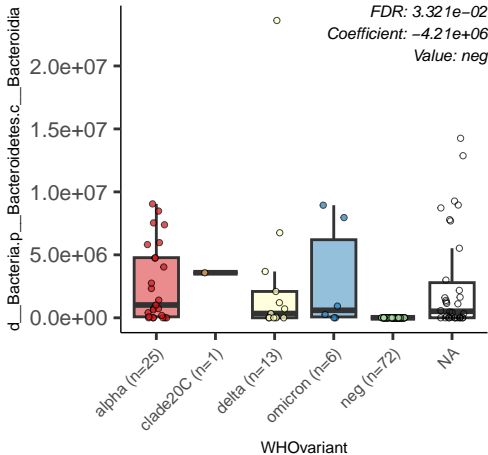 FDR: 3.321e−02
Coefficient: −4.21e+06
Value: neg
d__Bacteria.p__Bacteroidetes.c__Bacteroidia
2.0e+07
1.5e+07
1.0e+07
5.0e+06
0.0e+00
alpha (n=25)
clade20C (n=1)
delta (n=13)
omicron (n=6)
neg (n=72)
NA
WHOvariant